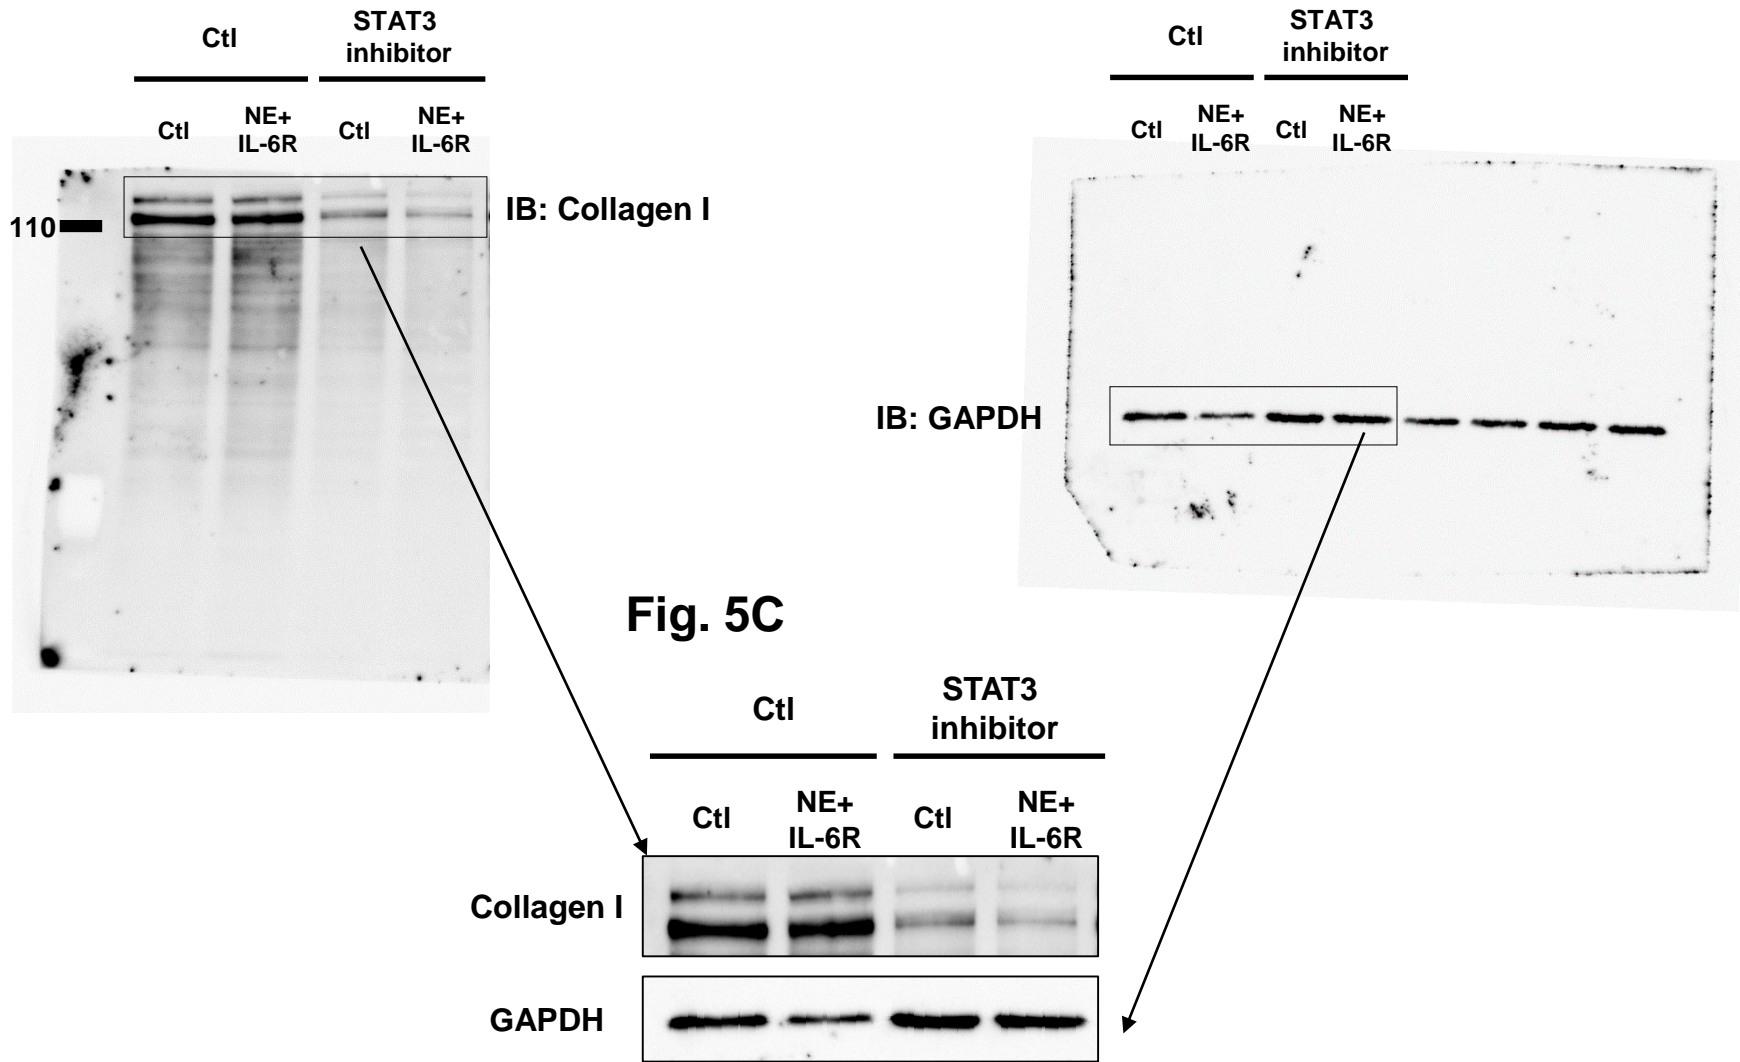 Ctl
STAT3
inhibitor
Ctl
NE+
IL-6R
Ctl
NE+
IL-6R
110
IB: Collagen I
Ctl
STAT3
inhibitor
Ctl
NE+
IL-6R
Ctl
NE+
IL-6R
IB: GAPDH
Fig. 5C
Ctl
STAT3
inhibitor
Ctl
NE+
IL-6R
Ctl
NE+
IL-6R
Collagen I
GAPDH